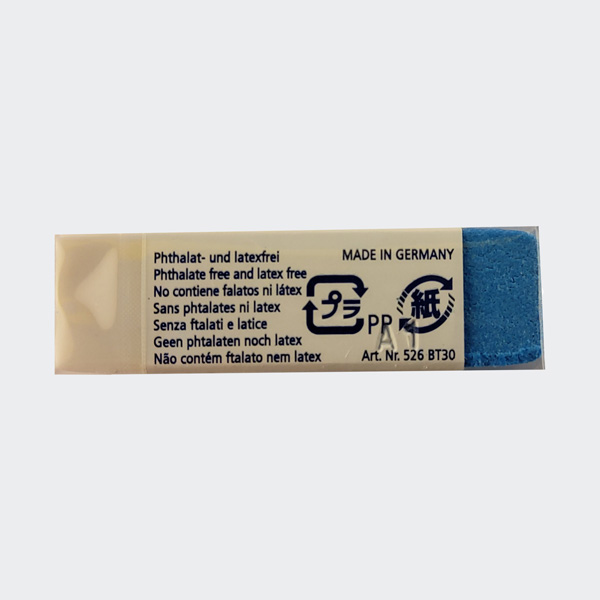 Phthalat- und latexfrei
Phthalate free and latex free
No contiene falatos ni látex
Sans phtalates ni latex
Senza ftalati e latice
Geen phtalaten noch latex
Não contém ftalato nem latex
MADE IN GERMANY
プラ
PP
紙
A1
Art. Nr. 526 BT30